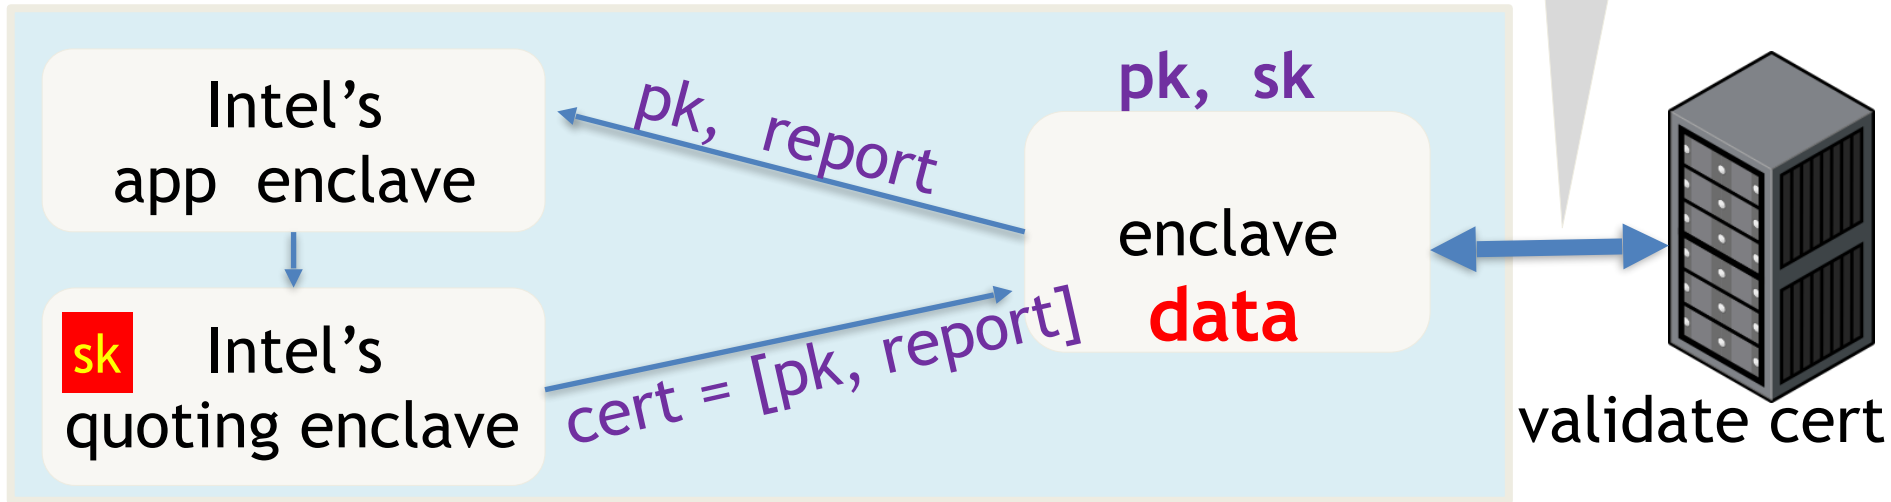 Intel’s
app enclave
pk, report
pk, sk
enclave
data
sk
Intel’s
quoting enclave
cert = [pk, report]
validate cert